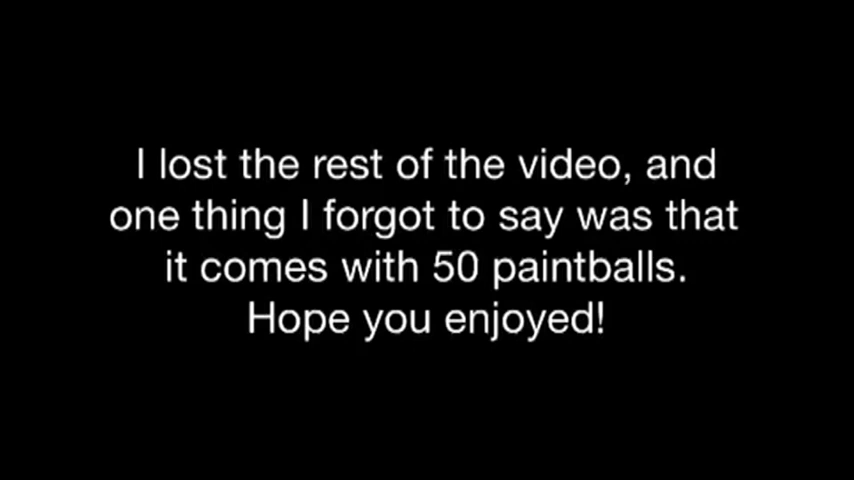 I lost the rest of the video, and
one thing I forgot to say was that
it comes with 50 paintballs.
Hope you enjoyed!